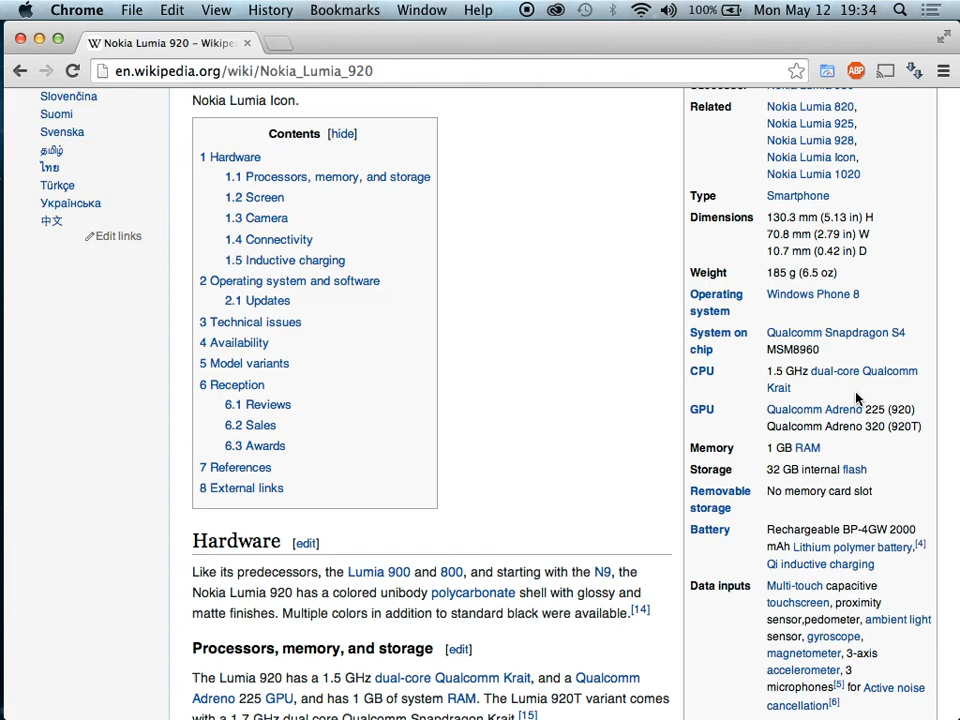 Chrome File Edit View History Bookmarks Window Help 100% Mon May 12 19:34
Nokia Lumia 920 – Wikipe
en.wikipedia.org/wiki/Nokia_Lumia_920 ABP
Slovenčina
Suomi
Svenska
தமிழ்
ไทย
Türkçe
Українська
中文
Edit links
Nokia Lumia Icon.
Contents [hide]
1 Hardware
1.1 Processors, memory, and storage
1.2 Screen
1.3 Camera
1.4 Connectivity
1.5 Inductive charging
2 Operating system and software
2.1 Updates
3 Technical issues
4 Availability
5 Model variants
6 Reception
6.1 Reviews
6.2 Sales
6.3 Awards
7 References
8 External links
Hardware [edit]
Like its predecessors, the Lumia 900 and 800, and starting with the N9, the
Nokia Lumia 920 has a colored unibody polycarbonate shell with glossy and
matte finishes. Multiple colors in addition to standard black were available.[14]
Processors, memory, and storage [edit]
The Lumia 920 has a 1.5 GHz dual-core Qualcomm Krait, and a Qualcomm
Adreno 225 GPU, and has 1 GB of system RAM. The Lumia 920T variant comes
with a 1.7 GHz dual core Qualcomm Snapdragon Krait.[15]
Related Nokia Lumia 820,
Nokia Lumia 925,
Nokia Lumia 928,
Nokia Lumia Icon,
Nokia Lumia 1020
Type Smartphone
Dimensions 130.3 mm (5.13 in) H
70.8 mm (2.79 in) W
10.7 mm (0.42 in) D
Weight 185 g (6.5 oz)
Operating Windows Phone 8
system
System on Qualcomm Snapdragon S4
chip MSM8960
CPU 1.5 GHz dual-core Qualcomm
Krait
GPU Qualcomm Adreno 225 (920)
Qualcomm Adreno 320 (920T)
Memory 1 GB RAM
Storage 32 GB internal flash
Removable No memory card slot
storage
Battery Rechargeable BP-4GW 2000
mAh Lithium polymer battery,[4]
Qi inductive charging
Data inputs Multi-touch capacitive
touchscreen, proximity
sensor,pedometer, ambient light
sensor, gyroscope,
magnetometer, 3-axis
accelerometer, 3
microphones[5] for Active noise
cancellation[6]